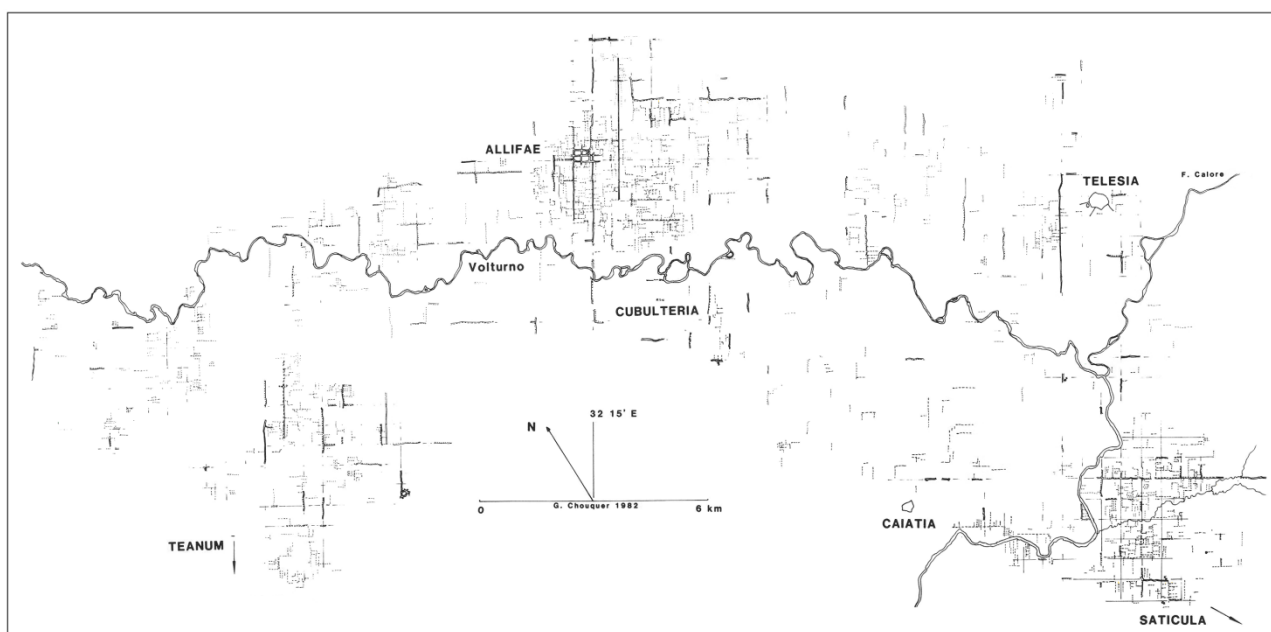 ALLIFAE
TELESIA
F. Calore
Volturno
CUBULTERIA
32 15' E
N
0 G. Chouquer 1982 6 km
CAIATIA
TEANUM
SATICULA